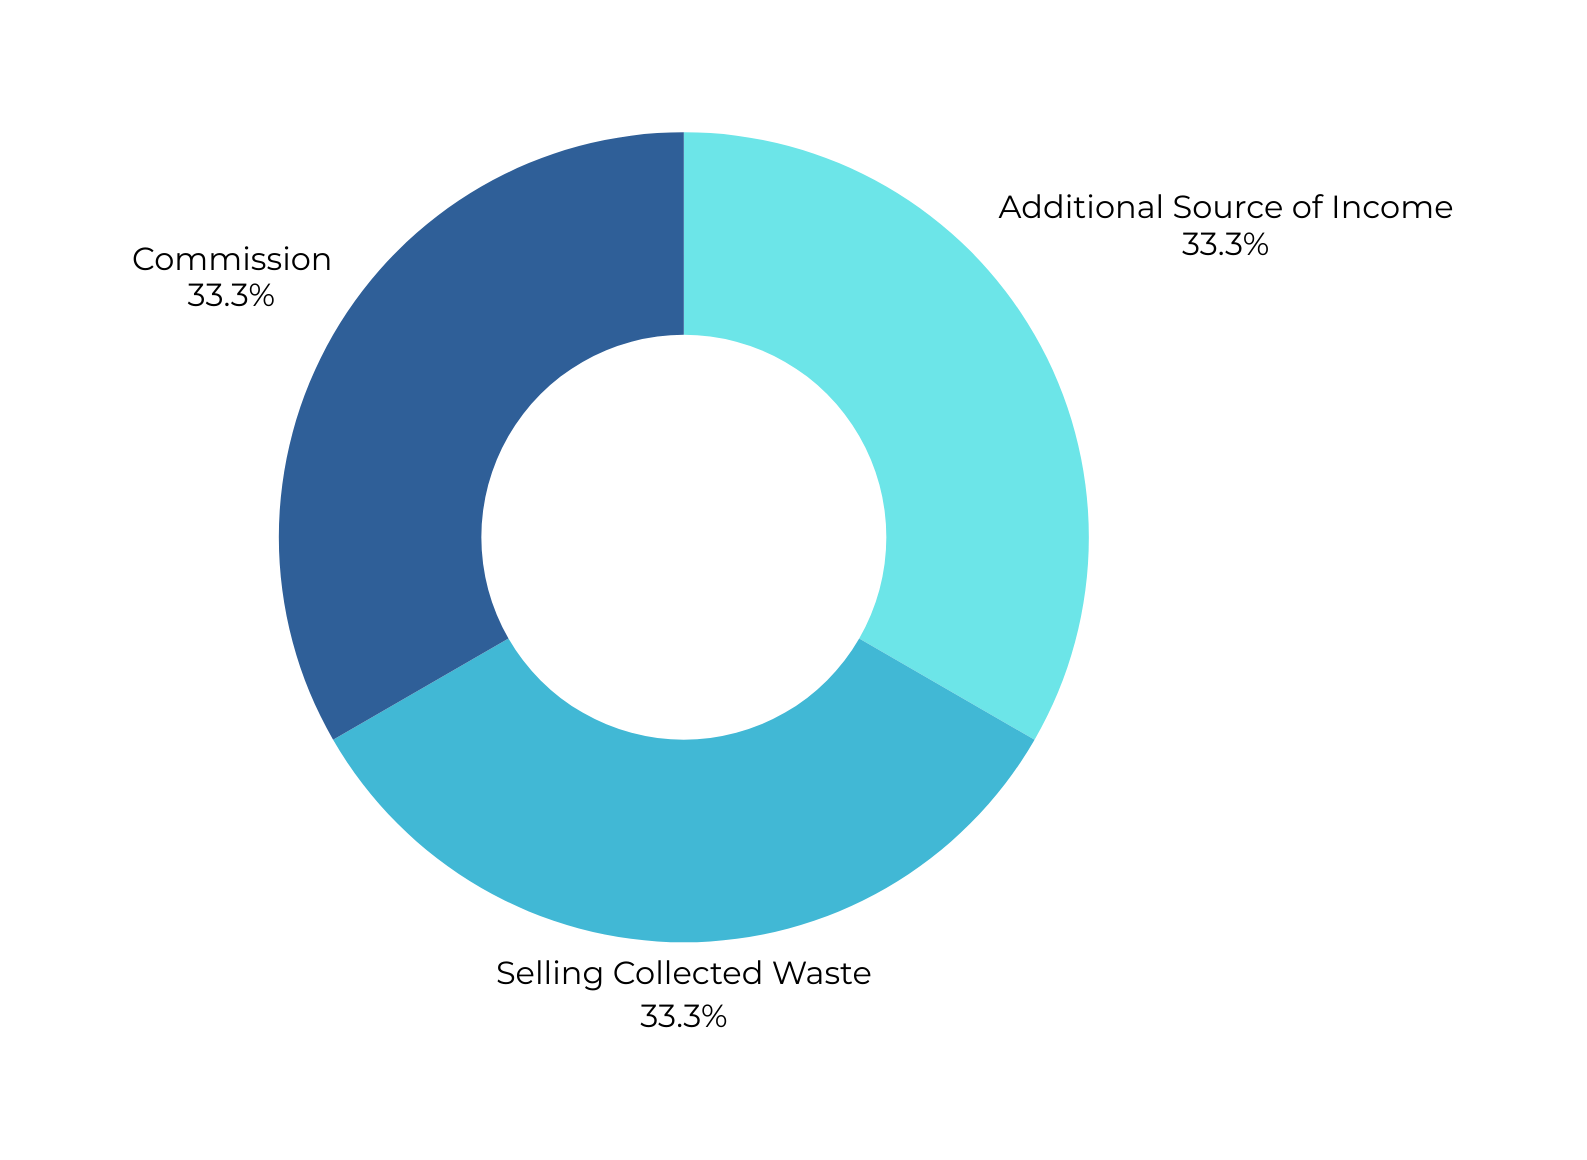 Additional Source of Income
33.3%
Commission
33.3%
Selling Collected Waste
33.3%